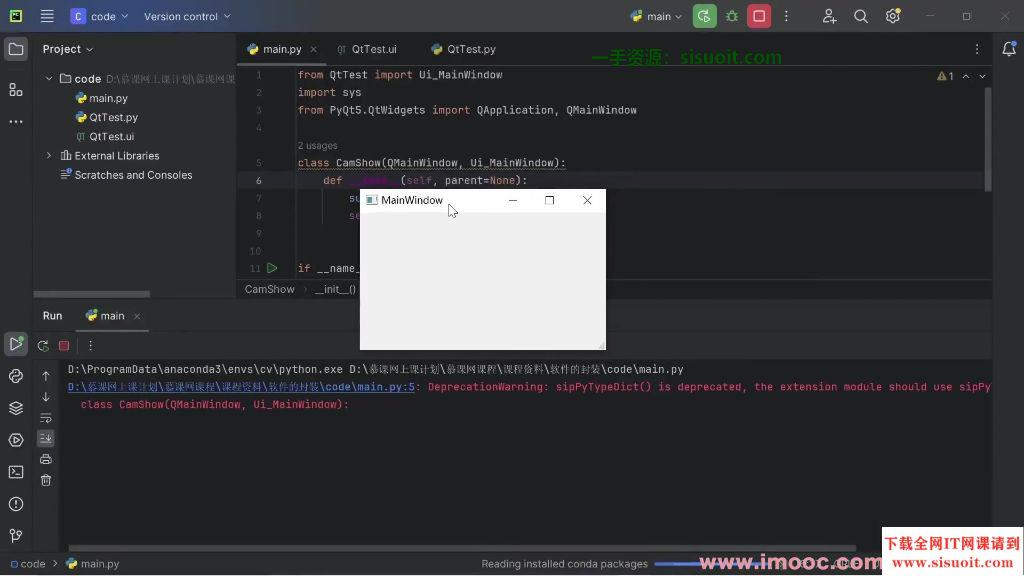 C code Version control main
Project main.py QtTest.ui QtTest.py
一手资源：sisuoit.com
code D:\慕课网上课计划\慕课网课
main.py
QtTest.py
QtTest.ui
External Libraries
Scratches and Consoles
1 from QtTest import Ui_MainWindow
1
2 import sys
3 from PyQt5.QtWidgets import QApplication, QMainWindow
4
2 usages
5 class CamShow(QMainWindow, Ui_MainWindow):
6 def (self, parent=None):
7 su
8 se
9
10
11 if __name_
MainWindow
CamShow __init__()
Run main
D:\ProgramData\anaconda3\envs\cv\python.exe D:\慕课网上课计划\慕课网课程\课程资料\软件的封装\code\main.py
D:\慕课网上课计划\慕课网课程\课程资料\软件的封装\code\main.py:5: DeprecationWarning: sipPyTypeDict() is deprecated, the extension module should use sipPy
class CamShow(QMainWindow, Ui_MainWindow):
code main.py Reading installed conda packages
www.imooc.com
下载全网IT网课请到
www.sisuoit.com